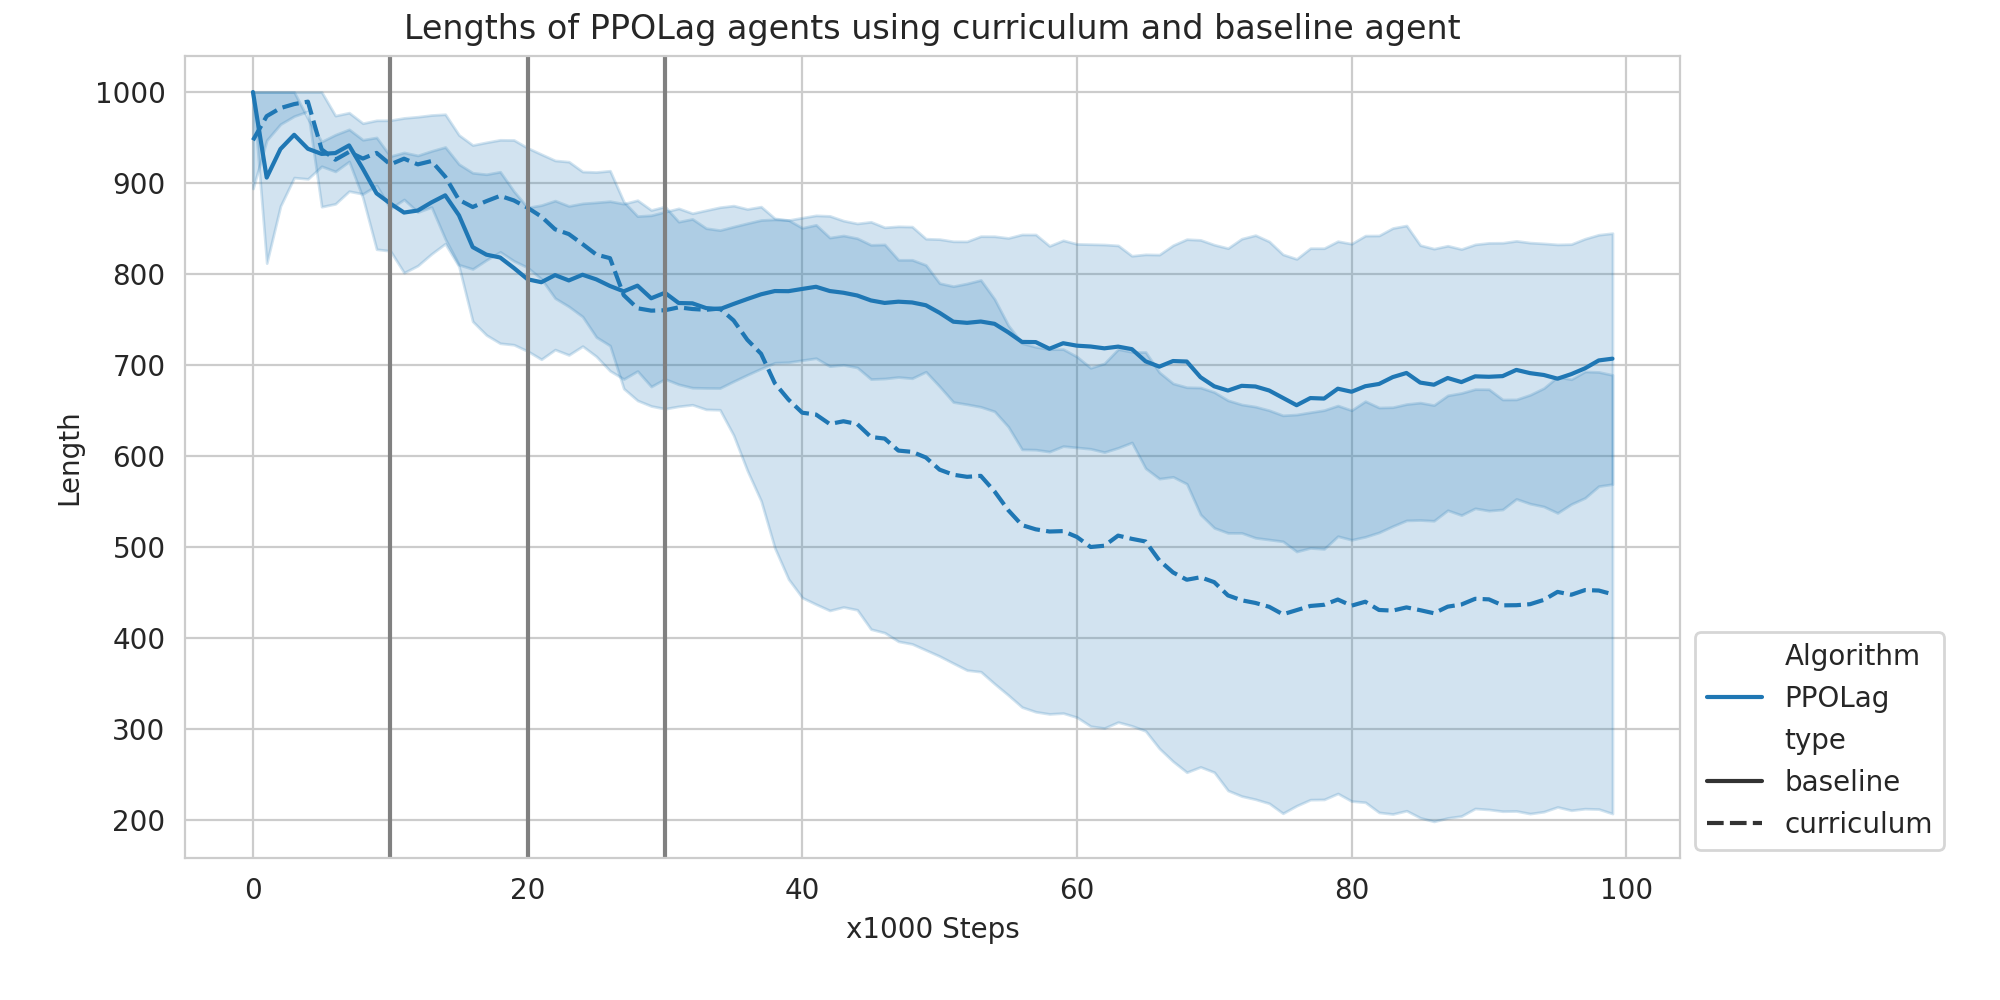 Lengths of PPOLag agents using curriculum and baseline agent
1000
900
800
700
600
500
400
300
200
Length
0 20 40 60 80 100
x1000 Steps
Algorithm
PPOLag
type
baseline
curriculum